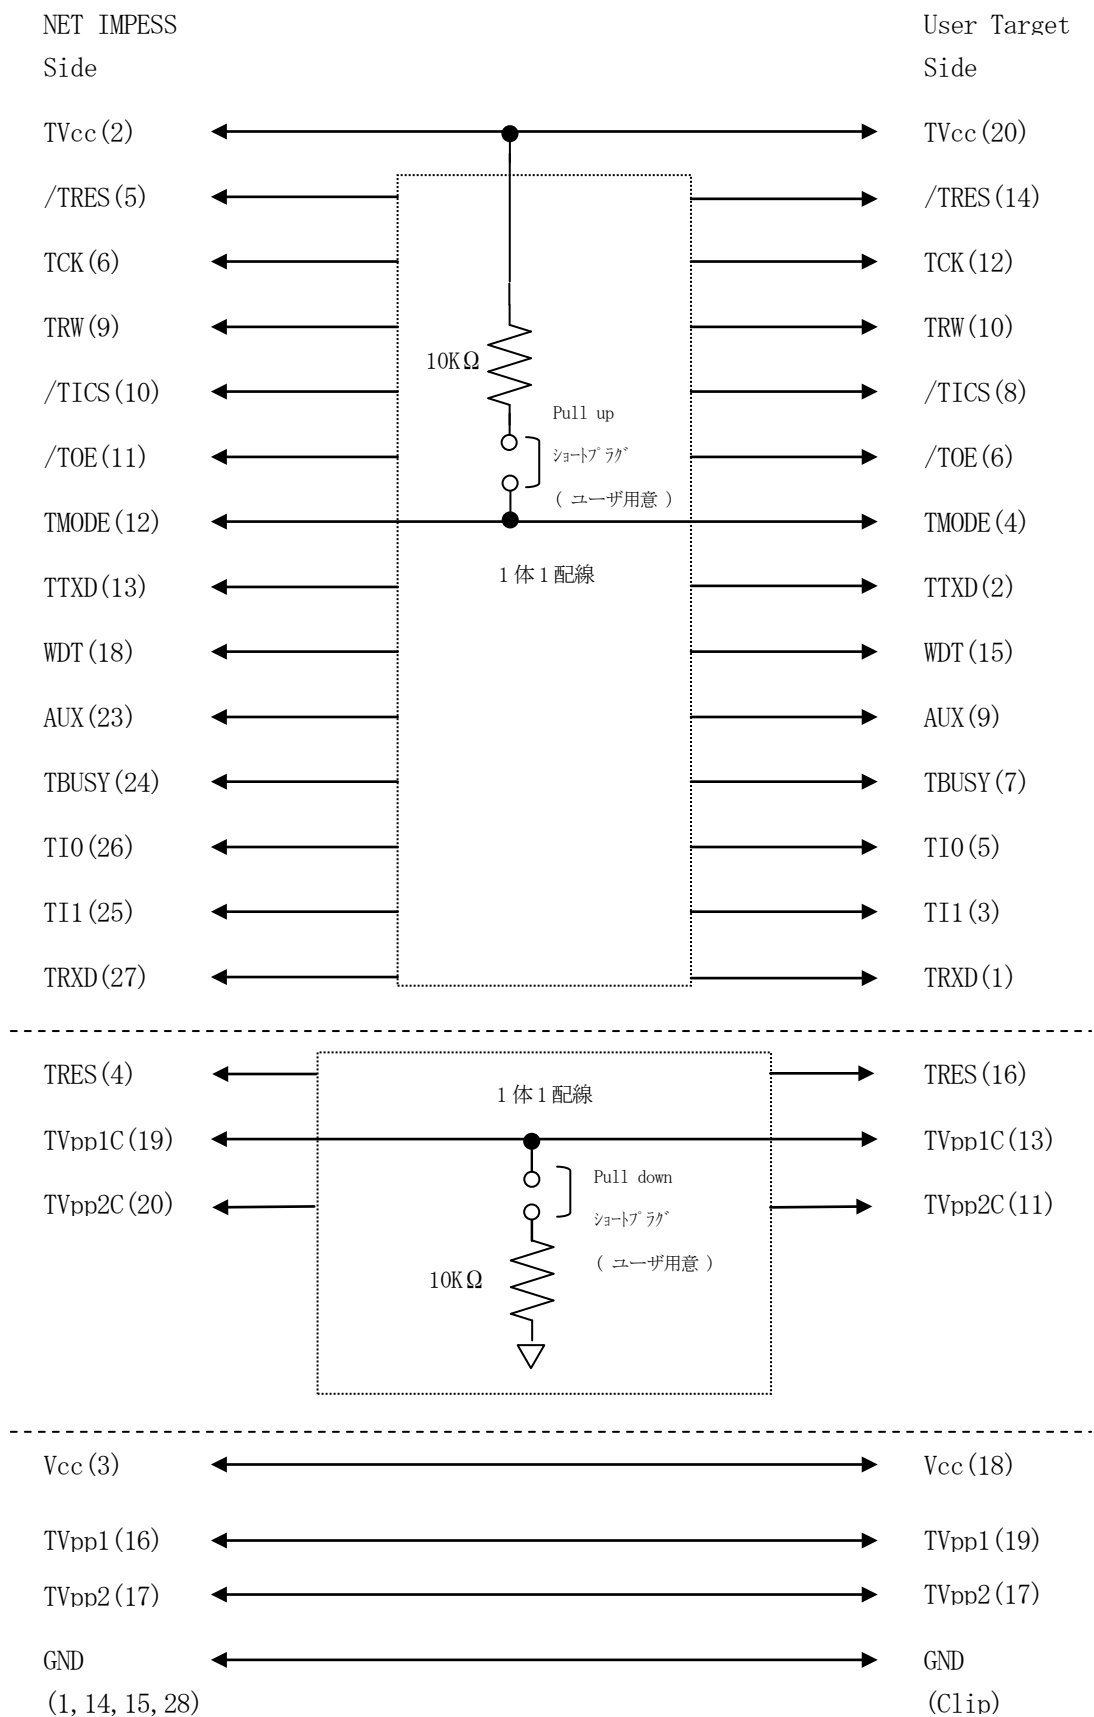 NET IMPESS User Target
Side Side
TVcc(2) TVcc(20)
/TRES(5) /TRES(14)
TCK(6) TCK(12)
TRW(9) TRW(10)
10KΩ
/TICS(10) /TICS(8)
Pull up
/TOE(11) ｼｮｰﾄﾌﾟﾗｸﾞ /TOE(6)
( ユーザ用意 )
TMODE(12) TMODE(4)
1体1配線
TTXD(13) TTXD(2)
WDT(18) WDT(15)
AUX(23) AUX(9)
TBUSY(24) TBUSY(7)
TI0(26) TI0(5)
TI1(25) TI1(3)
TRXD(27) TRXD(1)
TRES(4) TRES(16)
1体1配線
TVpp1C(19) TVpp1C(13)
Pull down
TVpp2C(20) TVpp2C(11)
ｼｮｰﾄﾌﾟﾗｸﾞ
( ユーザ用意 )
10KΩ
Vcc(3) Vcc(18)
TVpp1(16) TVpp1(19)
TVpp2(17) TVpp2(17)
GND GND
(1,14,15,28) (Clip)